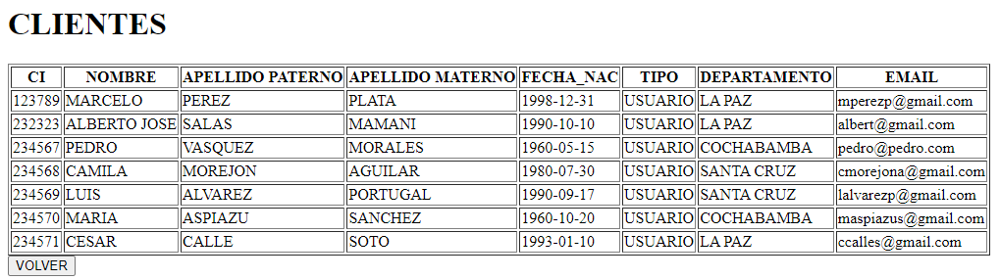 CLIENTES
CI NOMBRE APELLIDO PATERNO APELLIDO MATERNO FECHA_NAC TIPO DEPARTAMENTO EMAIL
123789 MARCELO PEREZ PLATA 1998-12-31 USUARIO LA PAZ mperezp@gmail.com
232323 ALBERTO JOSE SALAS MAMANI 1990-10-10 USUARIO LA PAZ albert@gmail.com
234567 PEDRO VASQUEZ MORALES 1960-05-15 USUARIO COCHABAMBA pedro@pedro.com
234568 CAMILA MOREJON AGUILAR 1980-07-30 USUARIO SANTA CRUZ cmorejona@gmail.com
234569 LUIS ALVAREZ PORTUGAL 1990-09-17 USUARIO SANTA CRUZ lalvarezp@gmail.com
234570 MARIA ASPIAZU SANCHEZ 1960-10-20 USUARIO COCHABAMBA maspiazus@gmail.com
234571 CESAR CALLE SOTO 1993-01-10 USUARIO LA PAZ ccalles@gmail.com
VOLVER